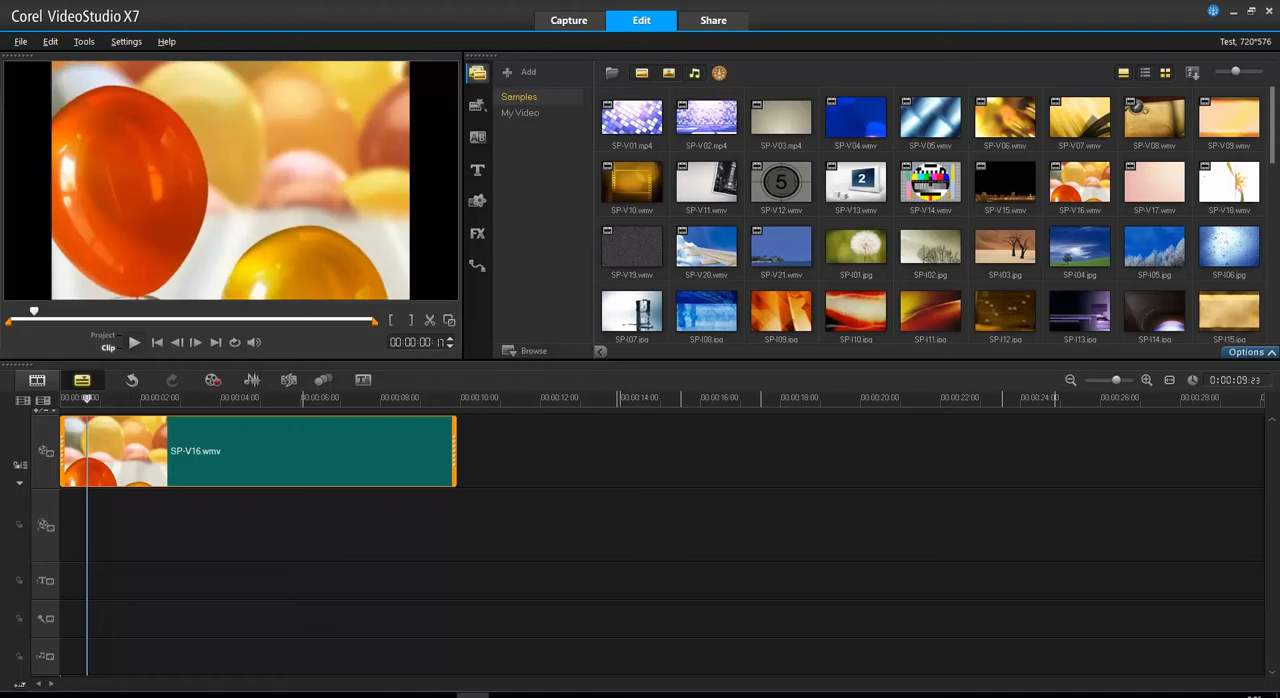 Corel VideoStudio X7
Capture Edit Share
File Edit Tools Settings Help
Test, 720*576
Add
Samples
My Video
SP-V01.mp4 SP-V02.mp4 SP-V03.mp4 SP-V04.wmv SP-V05.wmv SP-V06.wmv SP-V07.wmv SP-V08.wmv SP-V09.wmv
5 2
SP-V10.wmv SP-V11.wmv SP-V12.wmv SP-V13.wmv SP-V14.wmv SP-V15.wmv SP-V16.wmv SP-V17.wmv SP-V18.wmv
SP-V19.wmv SP-V20.wmv SP-V21.wmv SP-I01.jpg SP-I02.jpg SP-I03.jpg SP-I04.jpg SP-I05.jpg SP-I06.jpg
SP-I07.jpg SP-I08.jpg SP-I09.jpg SP-I10.jpg SP-I11.jpg SP-I12.jpg SP-I13.jpg SP-I14.jpg SP-I15.jpg
FX
Project
Clip
00:00:00:17
Browse
Options
0:00:09:23
00:00:02:00 00:00:04:00 00:00:06:00 00:00:08:00 00:00:10:00 00:00:12:00 00:00:14:00 00:00:16:00 00:00:18:00 00:00:20:00 00:00:22:00 00:00:24:00 00:00:26:00 00:00:28:00
SP-V16.wmv